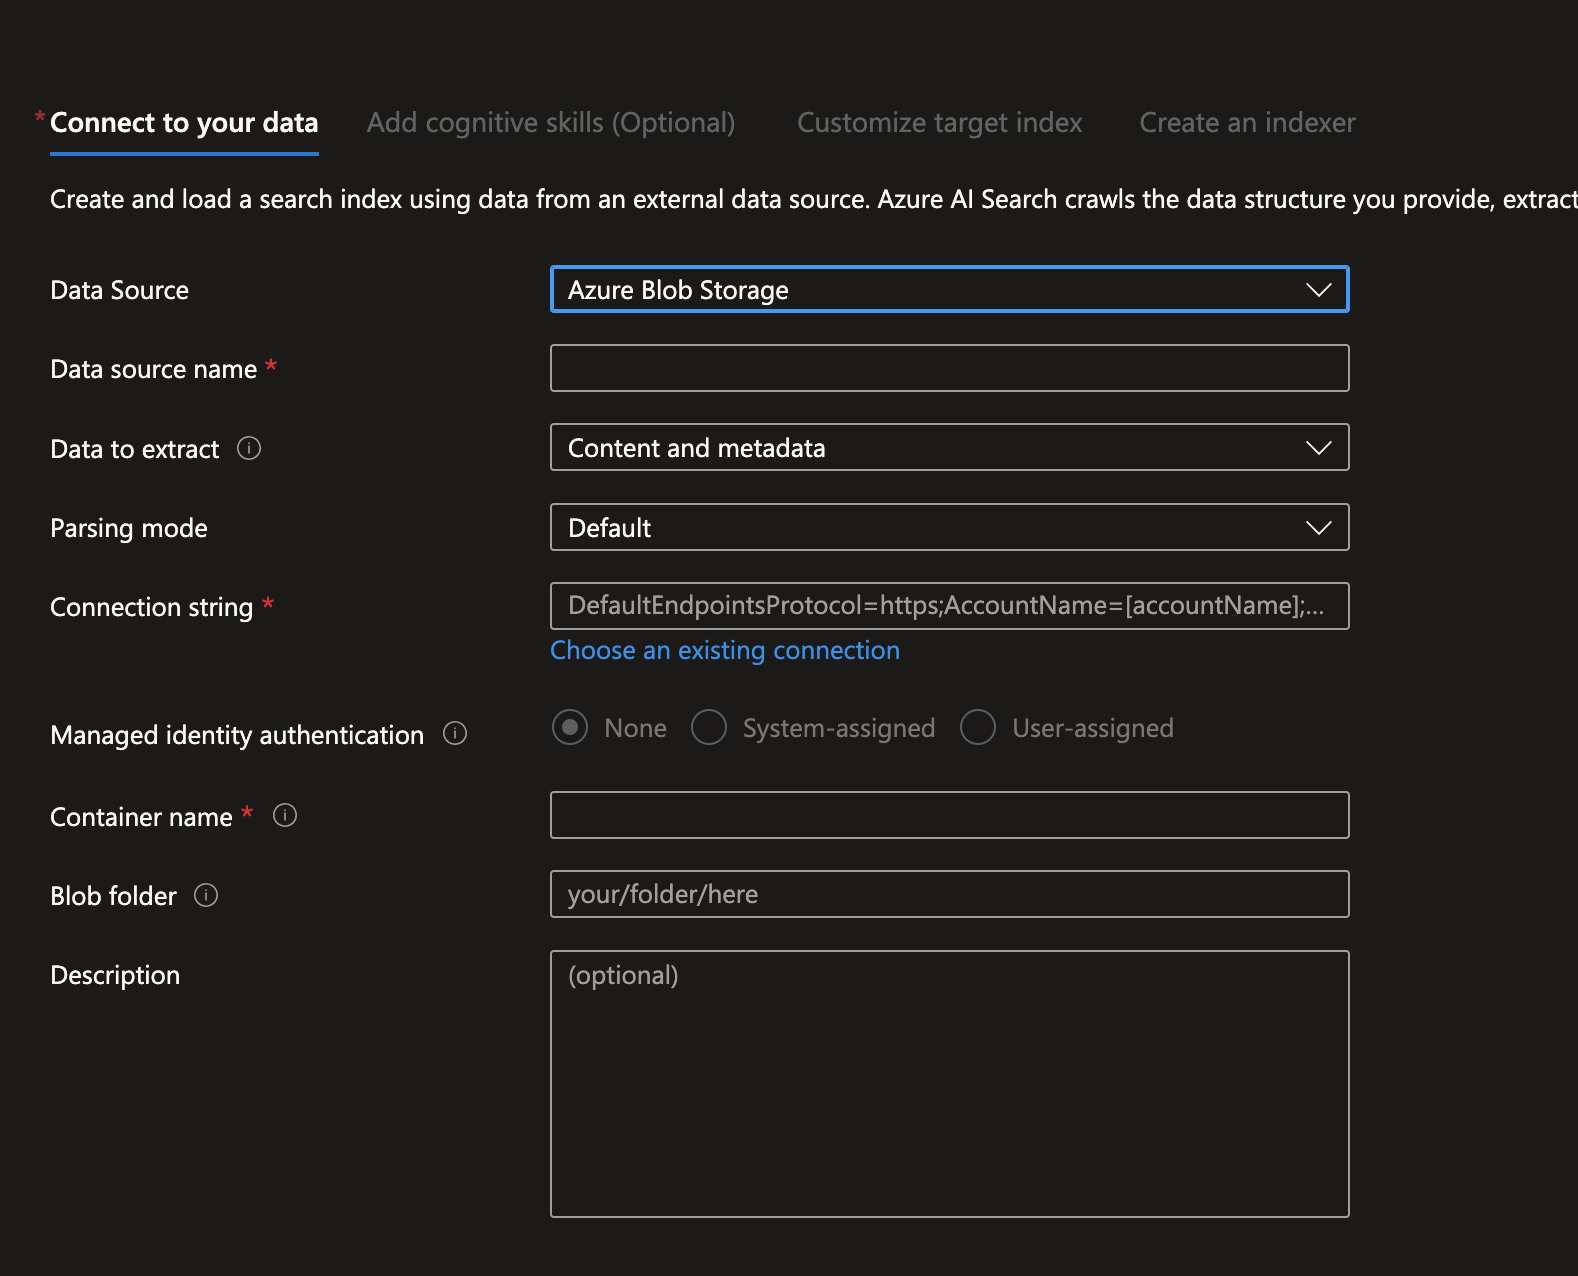 * Connect to your data Add cognitive skills (Optional) Customize target index Create an indexer
Create and load a search index using data from an external data source. Azure AI Search crawls the data structure you provide, extract
Data Source Azure Blob Storage
Data source name *
Data to extract Content and metadata
Parsing mode Default
Connection string * DefaultEndpointsProtocol=https;AccountName=[accountName];...
Choose an existing connection
Managed identity authentication None System-assigned User-assigned
Container name *
Blob folder your/folder/here
Description (optional)